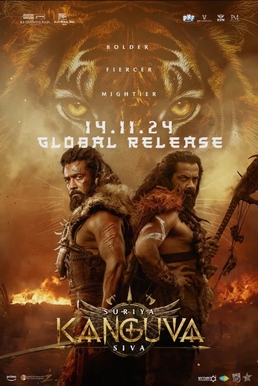 BOLDER
FIERCER
MIGHTIER
14.11.24
GLOBAL RELEASE
SURIYA
KANGUVA
SIVA